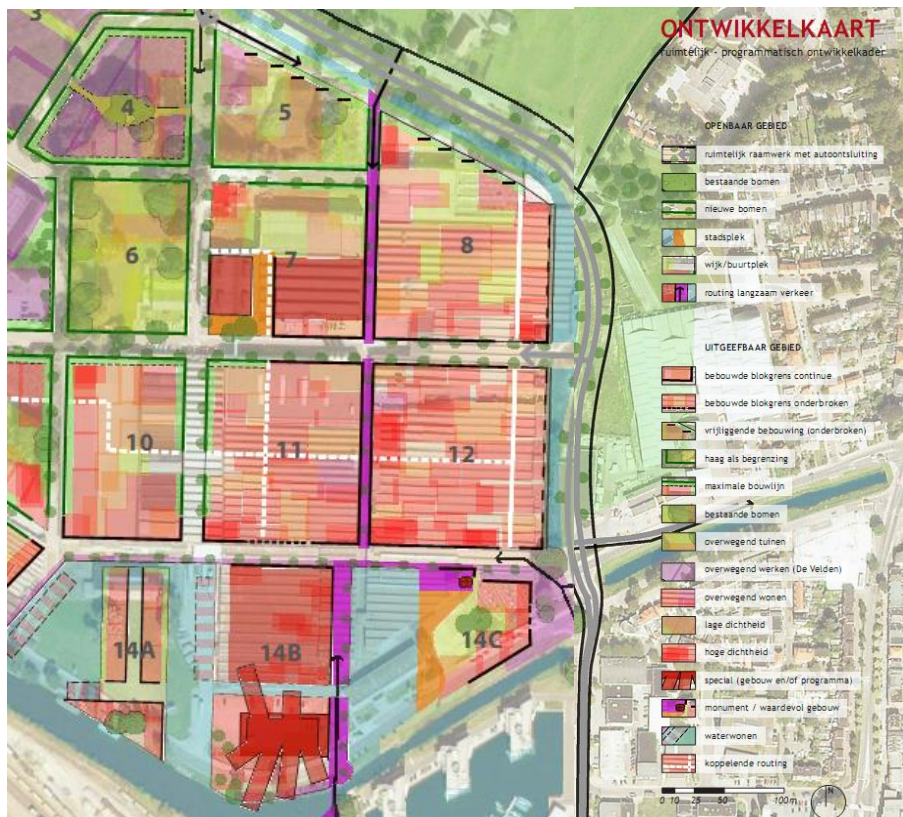 ONTWIKKELKAART
ruimtelijk - programmatisch ontwikkelkader
OPENBAAR GEBIED
ruimtelijk raamwerk met autoontsluiting
bestaande bomen
nieuwe bomen
stadsplek
wijk/buurtplek
routing langzaam verkeer
UITGEEFBAAR GEBIED
bebouwde blokgrens continue
bebouwde blokgrens onderbroken
vrijliggende bebouwing (onderbroken)
haag als begrenzing
maximale bouwlijn
bestaande bomen
overwegend tuinen
overwegend werken (De Velden)
overwegend wonen
lage dichtheid
hoge dichtheid
special (gebouw en/of programma)
monument / waardevol gebouw
waterwonen
koppelende routing
0 10 25 50 100m
N
3
4
5
6
7
8
10
11
12
14A
14B
14C